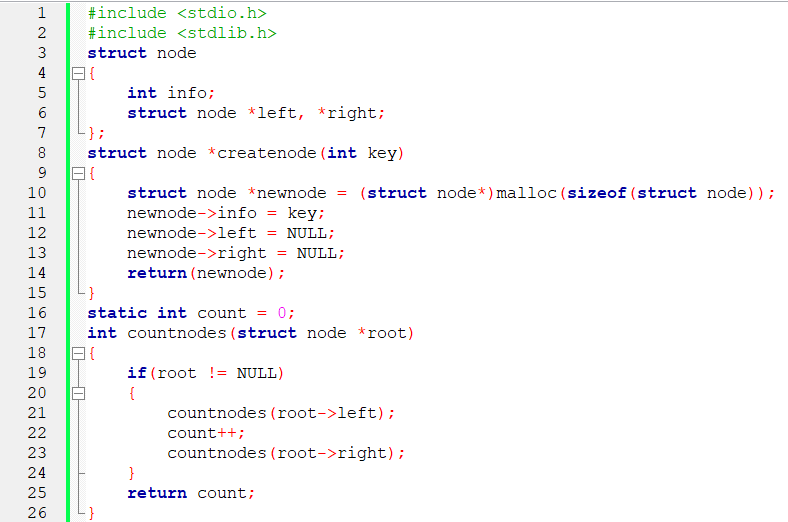 1 #include <stdio.h>
2 #include <stdlib.h>
3 struct node
4 {
5 int info;
6 struct node *left, *right;
7 };
8 struct node *createnode(int key)
9 {
10 struct node *newnode = (struct node*)malloc(sizeof(struct node));
11 newnode->info = key;
12 newnode->left = NULL;
13 newnode->right = NULL;
14 return(newnode);
15 }
16 static int count = 0;
17 int countnodes(struct node *root)
18 {
19 if(root != NULL)
20 {
21 countnodes(root->left);
22 count++;
23 countnodes(root->right);
24 }
25 return count;
26 }